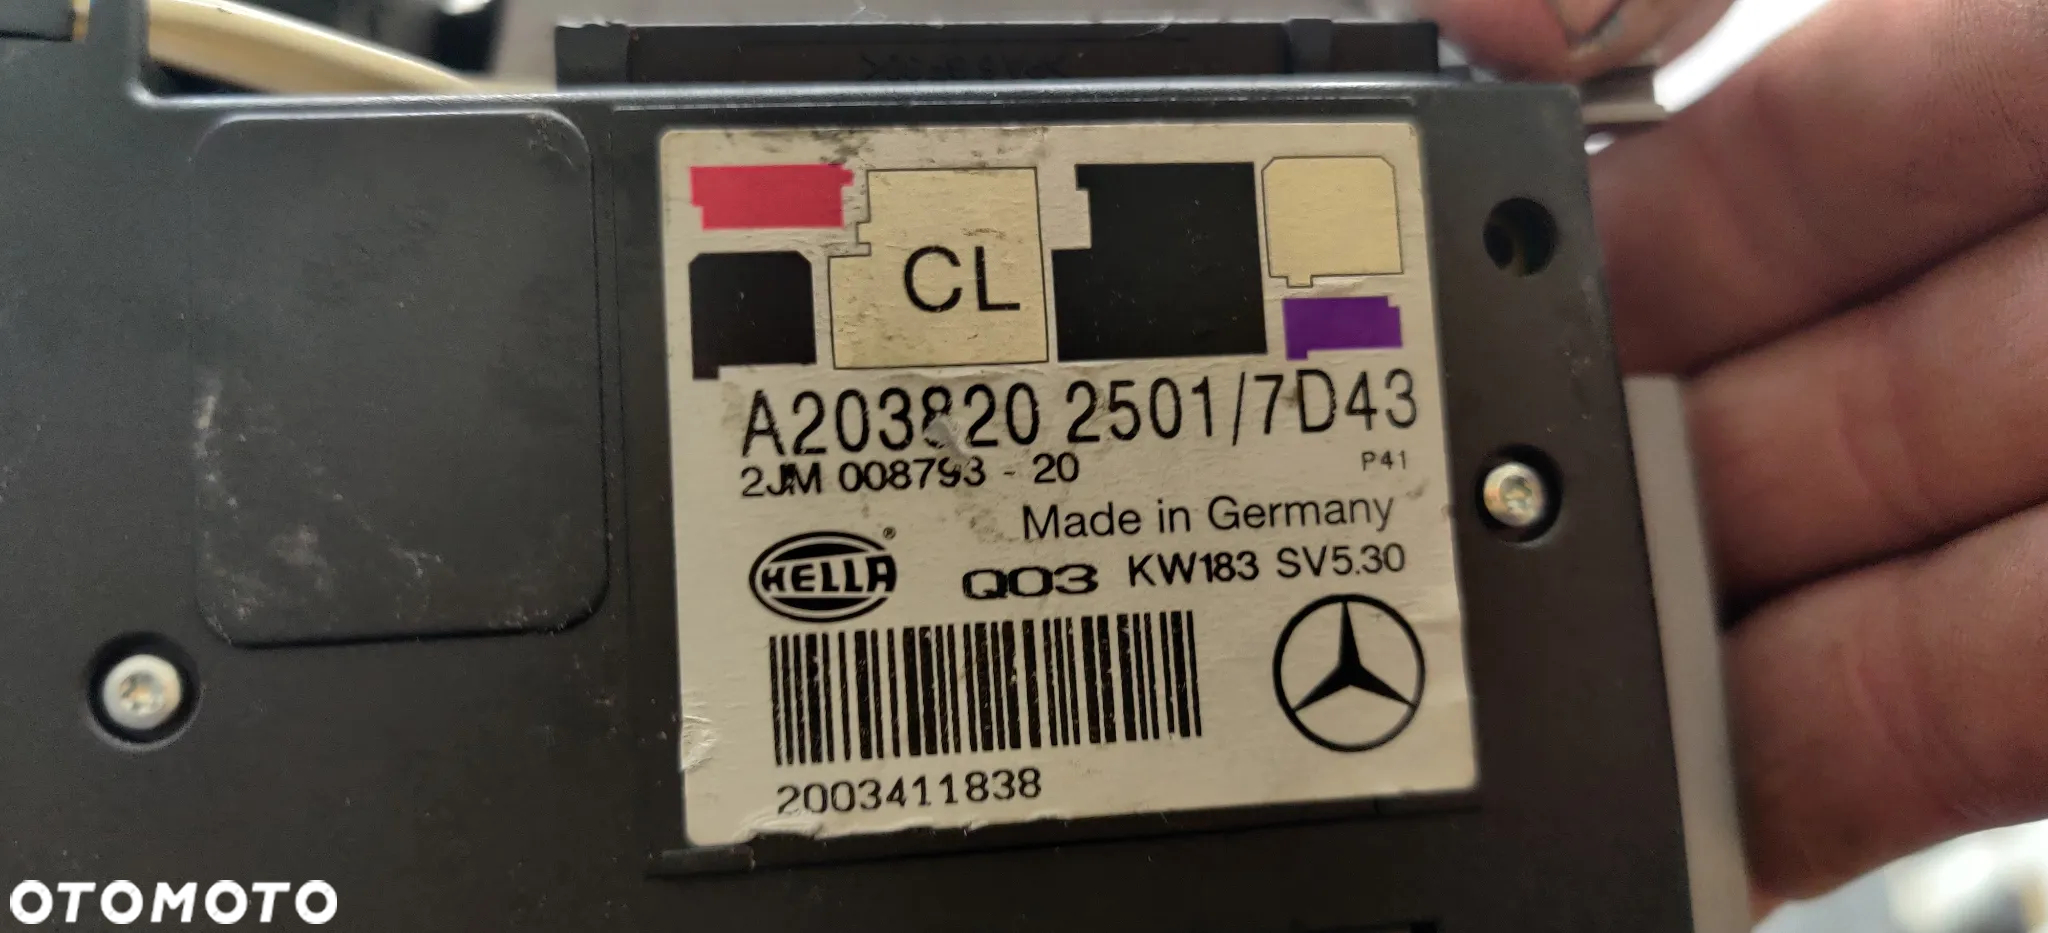 CL
A203820 2501/7D43
2JM 008793 - 20 P41
Made in Germany
HELLA ® Q03 KW183 SV5.30
2003411838
OTOMOTO